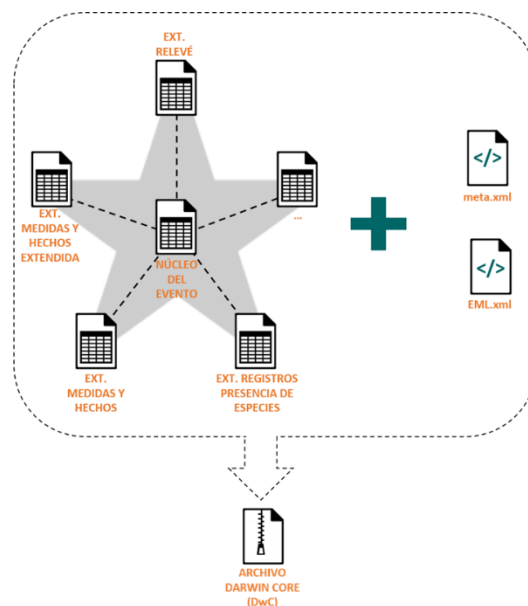 EXT.
RELEVÉ
EXT.
MEDIDAS Y
HECHOS
EXTENDIDA
...
NÚCLEO
DEL
EVENTO
</>
meta.xml
</>
EML.xml
EXT.
MEDIDAS Y
HECHOS
EXT. REGISTROS
PRESENCIA DE
ESPECIES
ARCHIVO
DARWIN CORE
(DwC)